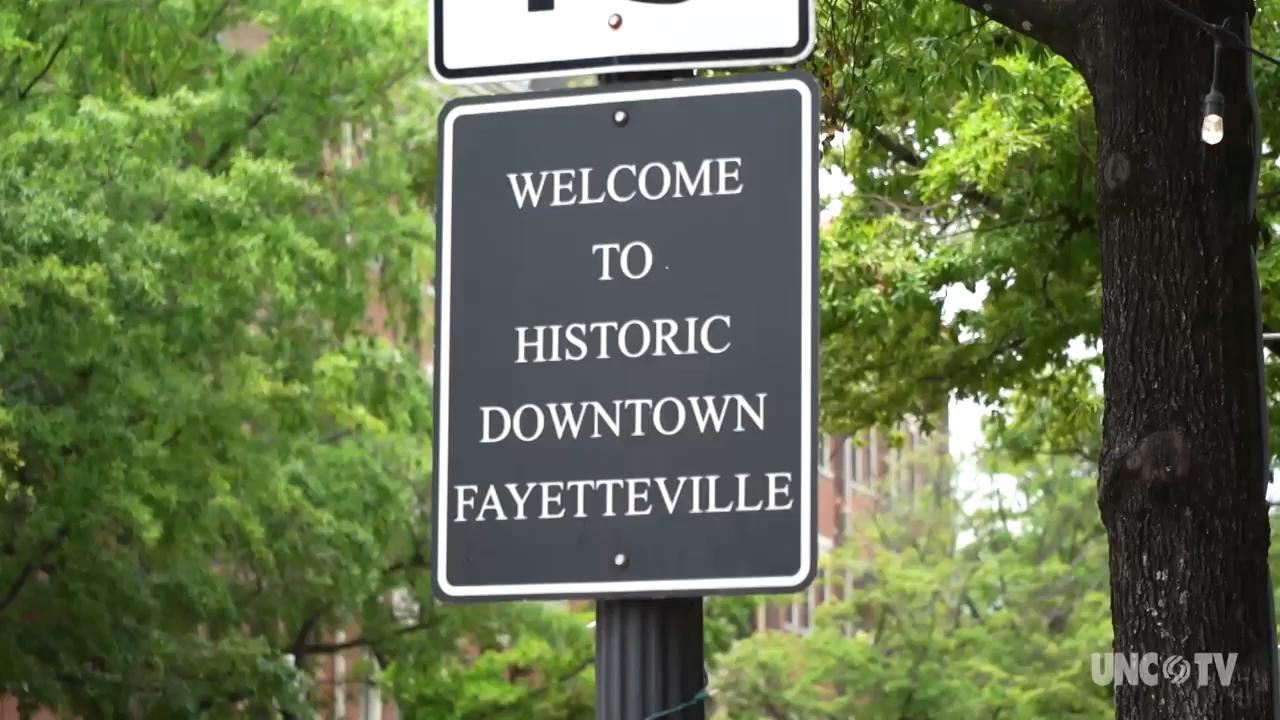 WELCOME
TO
HISTORIC
DOWNTOWN
FAYETTEVILLE
UNC TV